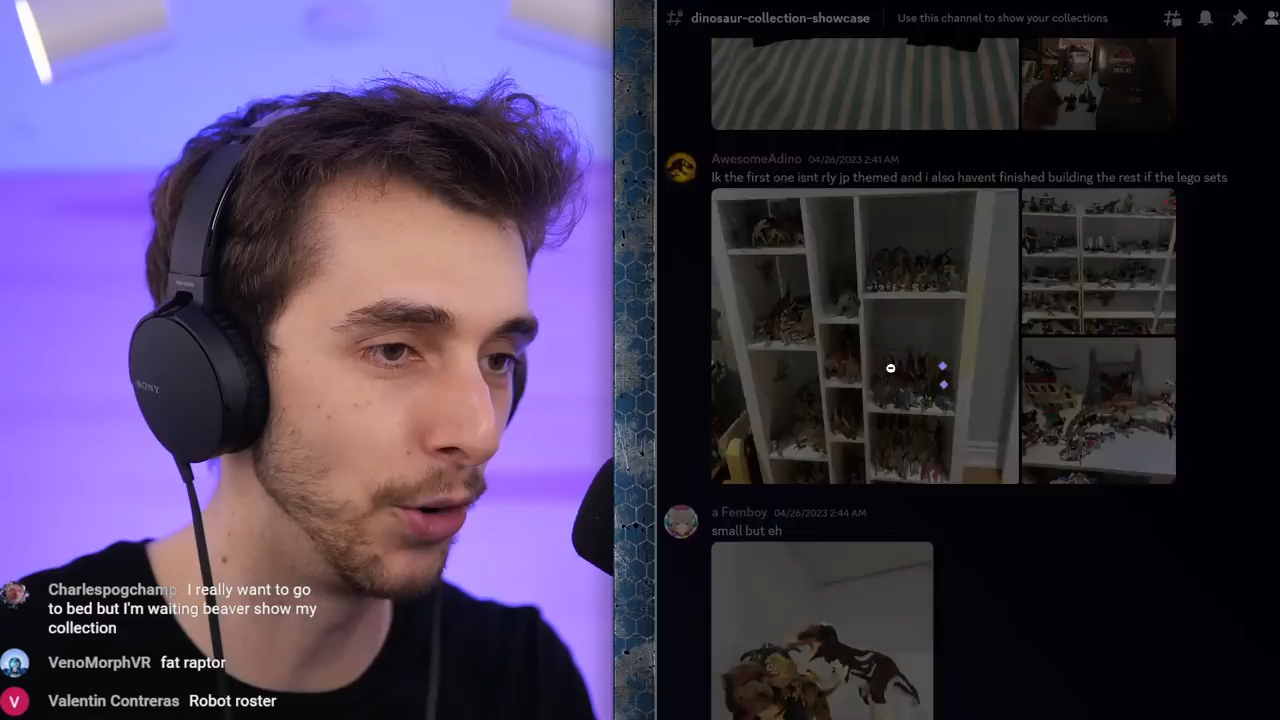 dinosaur-collection-showcase
Use this channel to show your collections
AwesomeAdino 04/26/2023 2:41 AM
Ik the first one isnt rly jp themed and i also havent finished building the rest if the lego sets
a Femboy 04/26/2023 2:44 AM
small but eh
SONY
Charlespogchamp I really want to go
to bed but I'm waiting beaver show my
collection
VenoMorphVR fat raptor
V
Valentin Contreras Robot roster